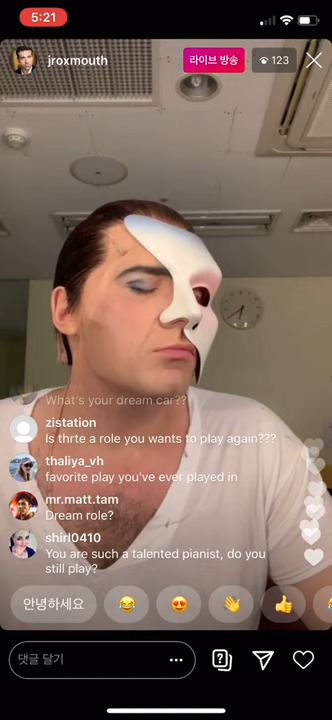 5:21
jroxmouth
라이브 방송
123
What's your dream car??
zistation
Is thrte a role you wants to play again???
thaliya_vh
favorite play you've ever played in
mr.matt.tam
Dream role?
shirl0410
You are such a talented pianist, do you
still play?
안녕하세요
댓글 달기